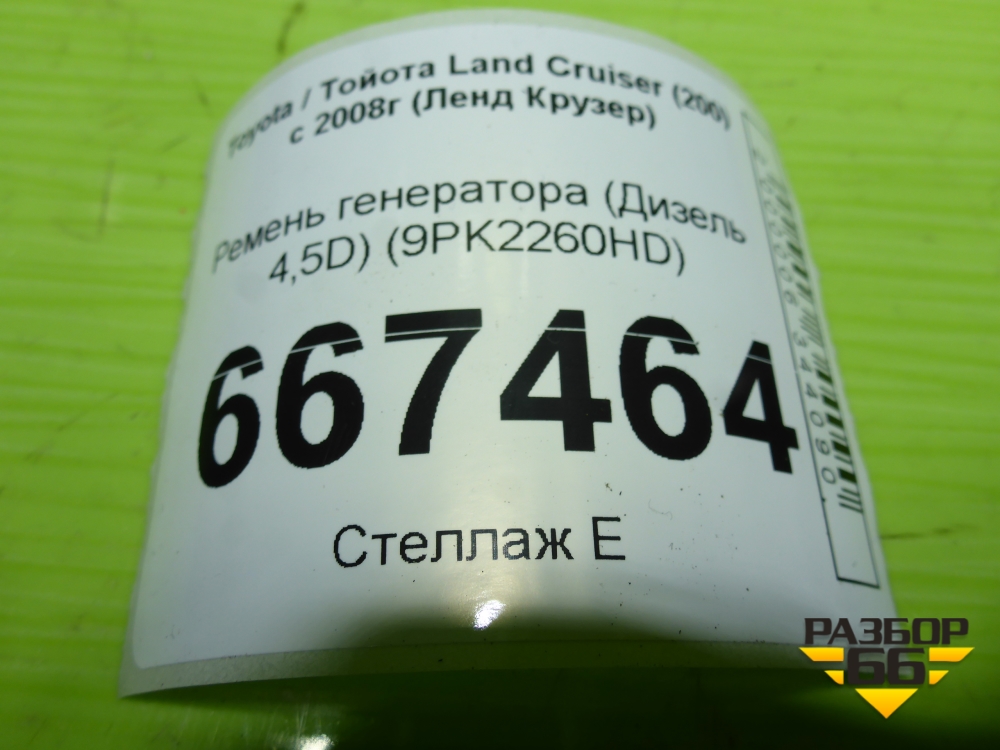 Toyota / Тойота Land Cruiser (200)
с 2008г (Ленд Крузер)
Ремень генератора (Дизель
4,5D) (9PK2260HD)
667464
Стеллаж Е
РАЗБОР
66